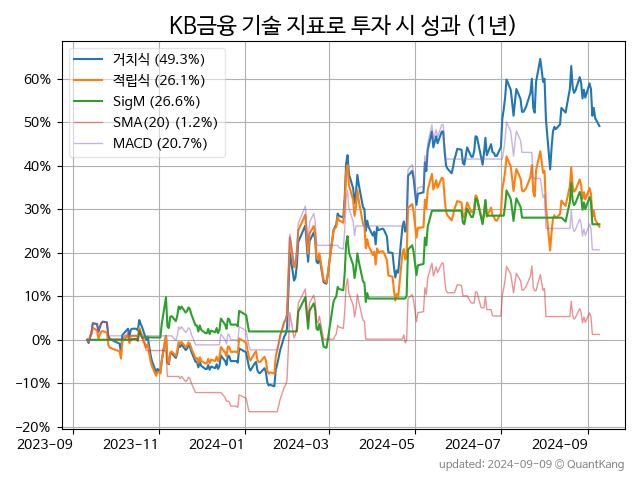 KB금융 기술 지표로 투자 시 성과 (1년)
거치식 (49.3%)
적립식 (26.1%)
SigM (26.6%)
SMA(20) (1.2%)
MACD (20.7%)
60%
50%
40%
30%
20%
10%
0%
−10%
−20%
2023-09 2023-11 2024-01 2024-03 2024-05 2024-07 2024-09
updated: 2024-09-09 © QuantKang